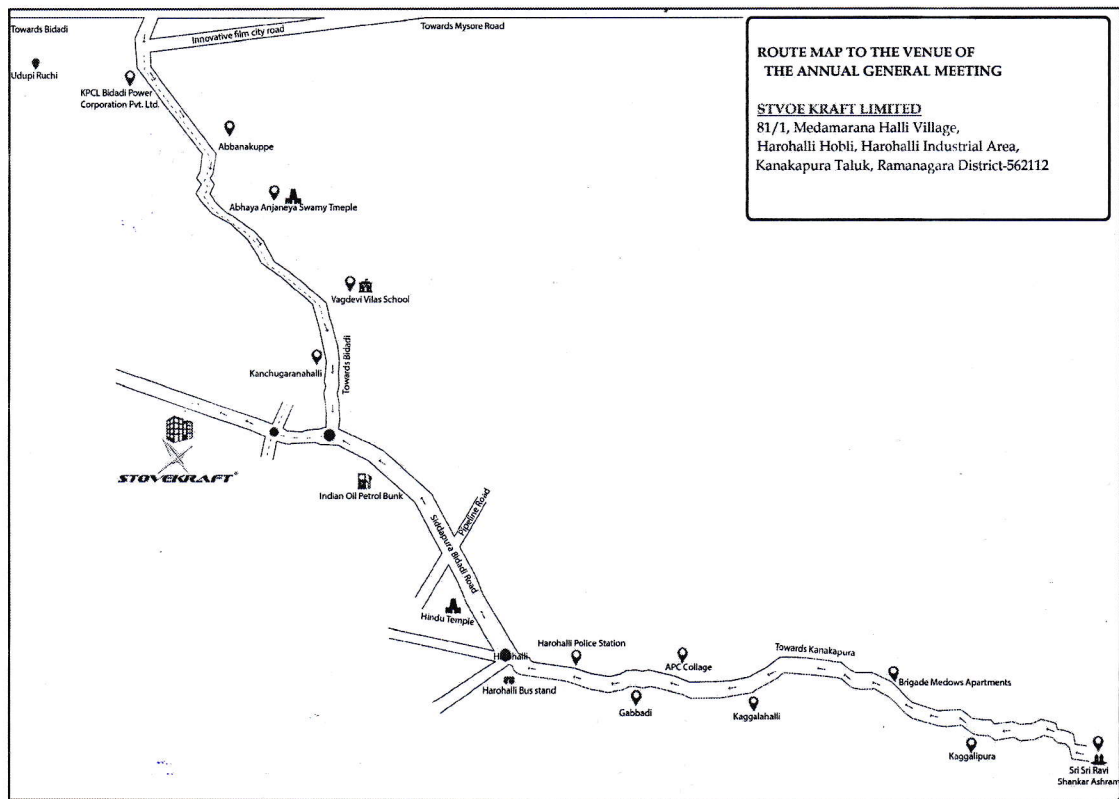 Towards Bidadi
Innovative film city road
Towards Mysore Road
Udupi Ruchi
KPCL Bidadi Power
Corporation Pvt. Ltd.
ROUTE MAP TO THE VENUE OF
THE ANNUAL GENERAL MEETING
STVOE KRAFT LIMITED
81/1, Medamarana Halli Village,
Harohalli Hobli, Harohalli Industrial Area,
Kanakapura Taluk, Ramanagara District-562112
Abbanakuppe
Abhaya Anjaneya Swamy Tmeple
Vagdevi Vilas School
Kanchugaranahalli
Towards Bidadi
STOVEKRAFT®
Indian Oil Petrol Bunk
Pipeline Road
Siddapura Bidadi Road
Hindu Temple
Harohalli
Harohalli Police Station
Harohalli Bus stand
APC Collage
Towards Kanakapura
Gabbadi
Kaggalahalli
Brigade Medows Apartments
Kaggalipura
Sri Sri Ravi
Shankar Ashram